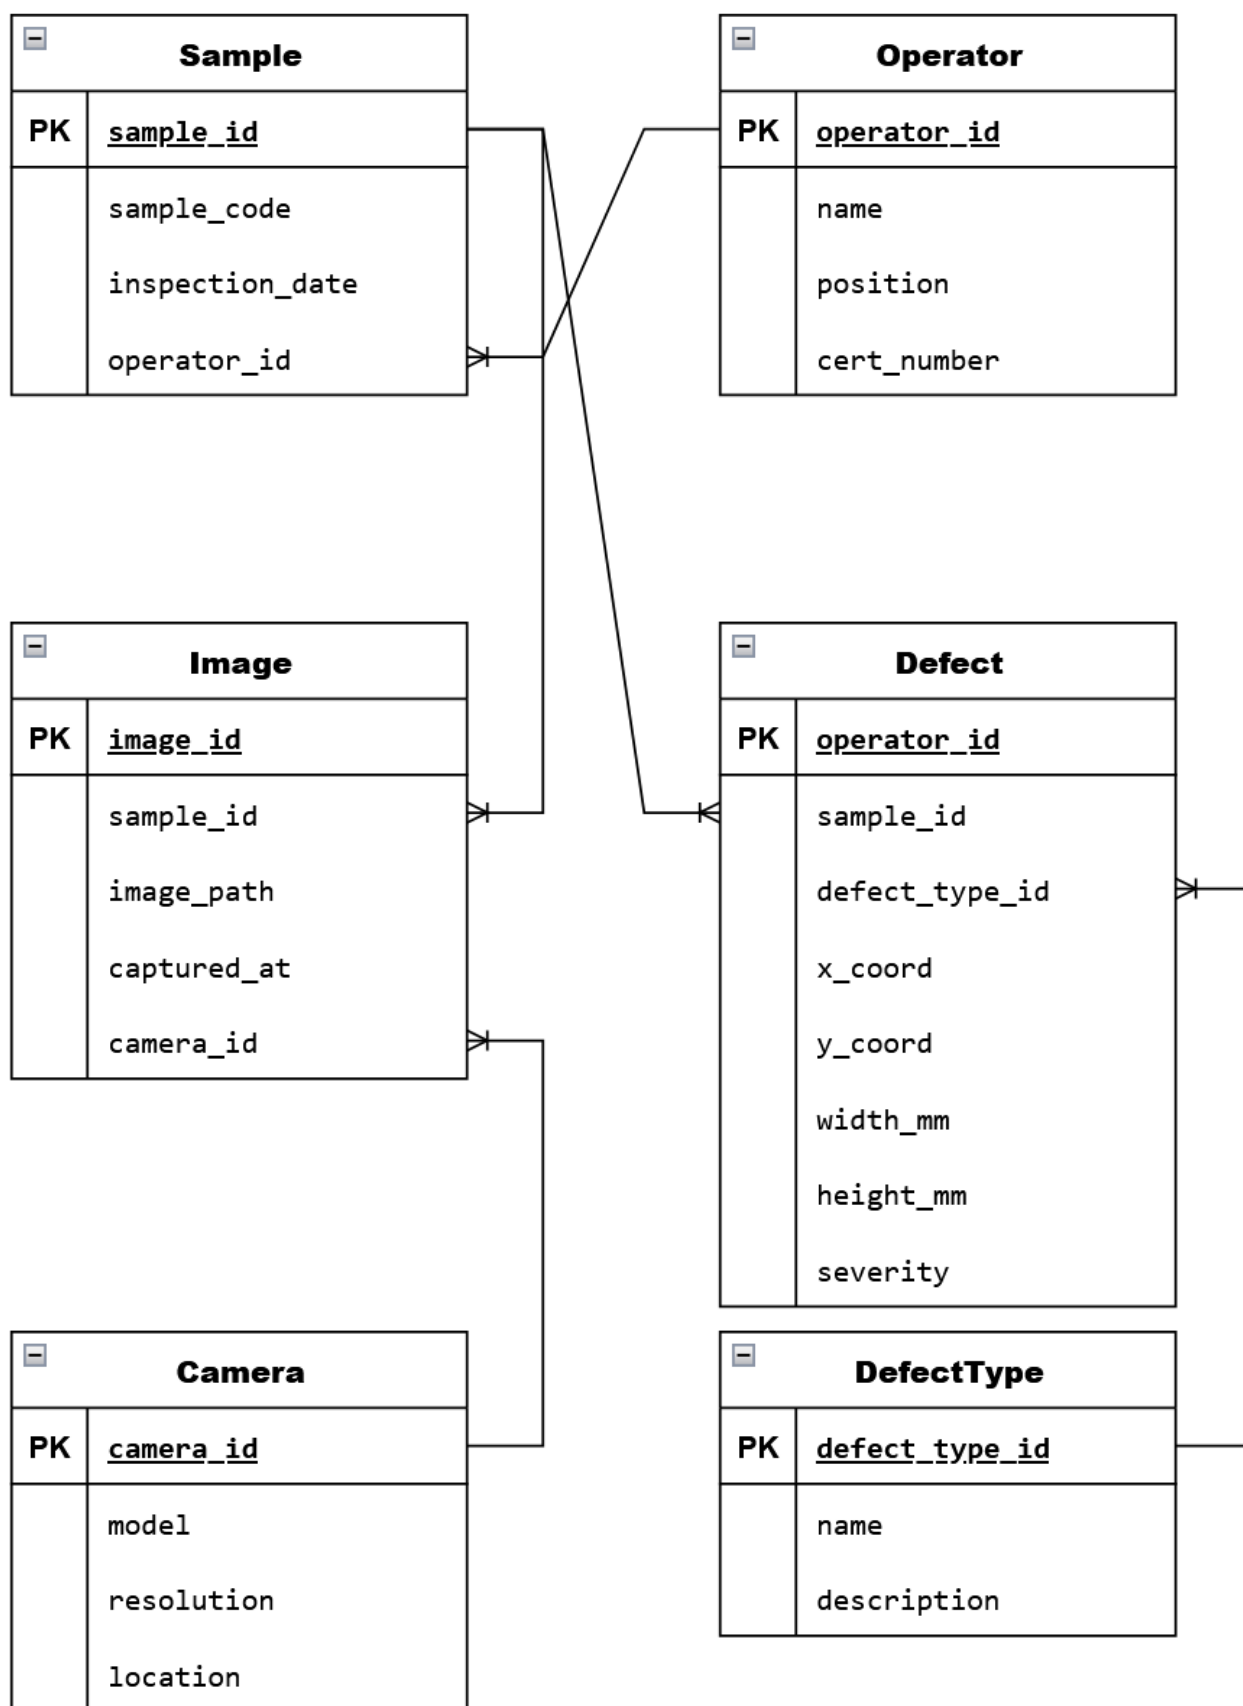 Sample
PK sample_id
sample_code
inspection_date
operator_id
Operator
PK operator_id
name
position
cert_number
Image
PK image_id
sample_id
image_path
captured_at
camera_id
Defect
PK operator_id
sample_id
defect_type_id
x_coord
y_coord
width_mm
height_mm
severity
Camera
PK camera_id
model
resolution
location
DefectType
PK defect_type_id
name
description